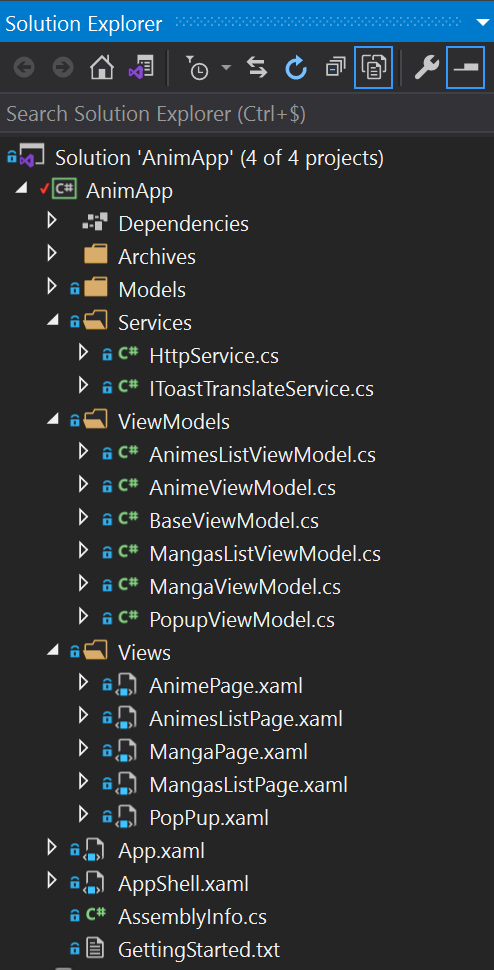 Solution Explorer
Search Solution Explorer (Ctrl+$)
Solution 'AnimApp' (4 of 4 projects)
C# AnimApp
Dependencies
Archives
Models
Services
C# HttpService.cs
C# IToastTranslateService.cs
ViewModels
C# AnimesListViewModel.cs
C# AnimeViewModel.cs
C# BaseViewModel.cs
C# MangasListViewModel.cs
C# MangaViewModel.cs
C# PopupViewModel.cs
Views
AnimePage.xaml
AnimesListPage.xaml
MangaPage.xaml
MangasListPage.xaml
PopPup.xaml
App.xaml
AppShell.xaml
C# AssemblyInfo.cs
GettingStarted.txt